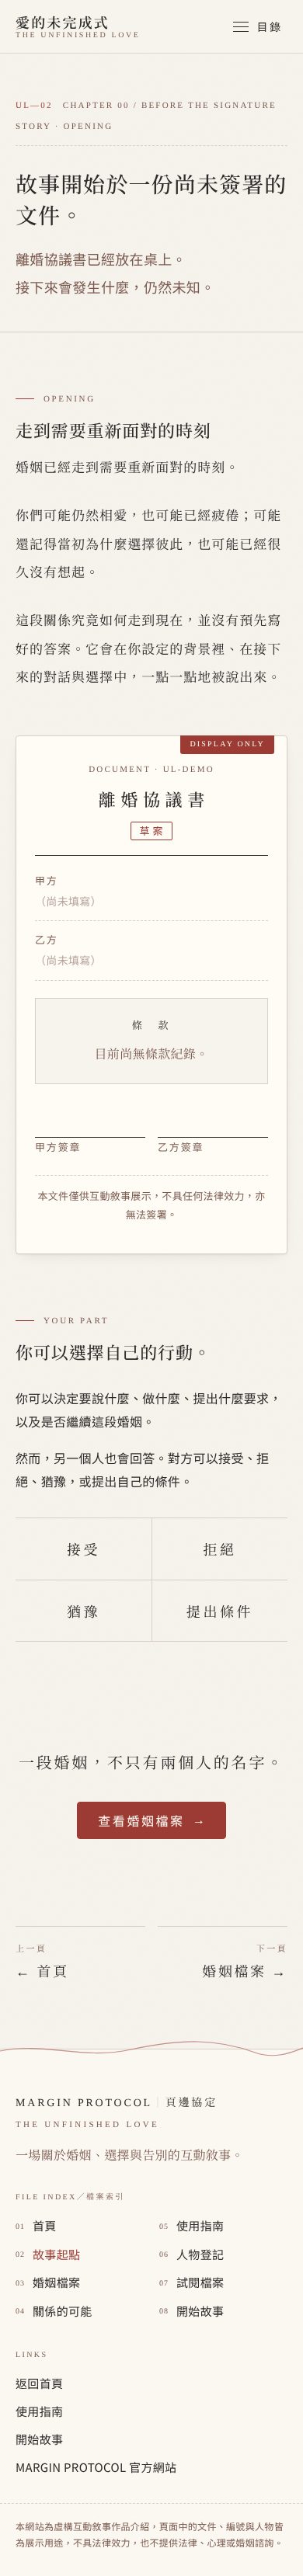 愛的未完成式
THE UNFINISHED LOVE
目錄
UL—02 CHAPTER 00 / BEFORE THE SIGNATURE
STORY · OPENING
故事開始於一份尚未簽署的
文件。
離婚協議書已經放在桌上。
接下來會發生什麼，仍然未知。
OPENING
走到需要重新面對的時刻
婚姻已經走到需要重新面對的時刻。
你們可能仍然相愛，也可能已經疲倦；可能
還記得當初為什麼選擇彼此，也可能已經很
久沒有想起。
這段關係究竟如何走到現在，並沒有預先寫
好的答案。它會在你設定的背景裡、在接下
來的對話與選擇中，一點一點地被說出來。
DISPLAY ONLY
DOCUMENT · UL-DEMO
離婚協議書
草案
甲方
（尚未填寫）
乙方
（尚未填寫）
條 款
目前尚無條款紀錄。
甲方簽章
乙方簽章
本文件僅供互動敘事展示，不具任何法律效力，亦
無法簽署。
YOUR PART
你可以選擇自己的行動。
你可以決定要說什麼、做什麼、提出什麼要求，
以及是否繼續這段婚姻。
然而，另一個人也會回答。對方可以接受、拒
絕、猶豫，或提出自己的條件。
接受
拒絕
猶豫
提出條件
一段婚姻，不只有兩個人的名字。
查看婚姻檔案 →
上一頁
← 首頁
下一頁
婚姻檔案 →
MARGIN PROTOCOL 頁邊協定
THE UNFINISHED LOVE
一場關於婚姻、選擇與告別的互動敘事。
FILE INDEX／檔案索引
01 首頁
02 故事起點
03 婚姻檔案
04 關係的可能
05 使用指南
06 人物登記
07 試閱檔案
08 開始故事
LINKS
返回首頁
使用指南
開始故事
MARGIN PROTOCOL 官方網站
本網站為虛構互動敘事作品介紹，頁面中的文件、編號與人物皆
為展示用途，不具法律效力，也不提供法律、心理或婚姻諮詢。